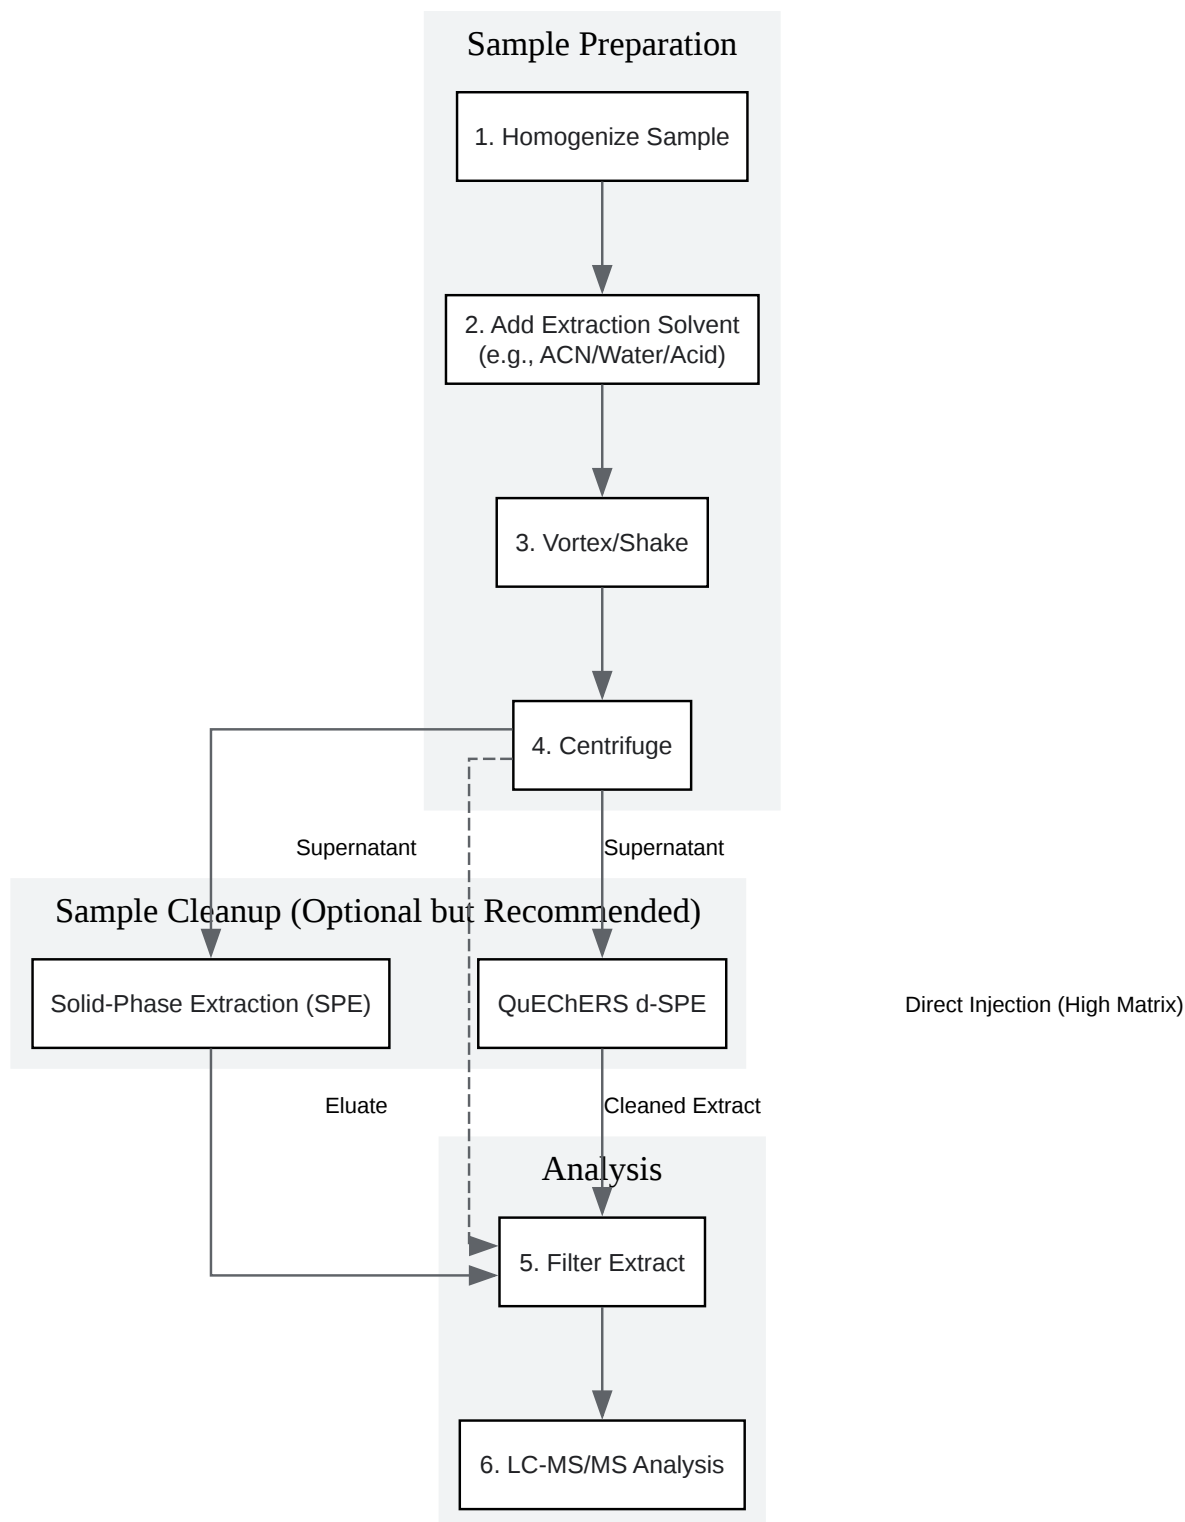 Sample Preparation
1. Homogenize Sample
2. Add Extraction Solvent
(e.g., ACN/Water/Acid)
3. Vortex/Shake
4. Centrifuge
Supernatant
Supernatant
Sample Cleanup (Optional but Recommended)
Solid-Phase Extraction (SPE)
QuEChERS d-SPE
Direct Injection (High Matrix)
Eluate
Cleaned Extract
Analysis
5. Filter Extract
6. LC-MS/MS Analysis